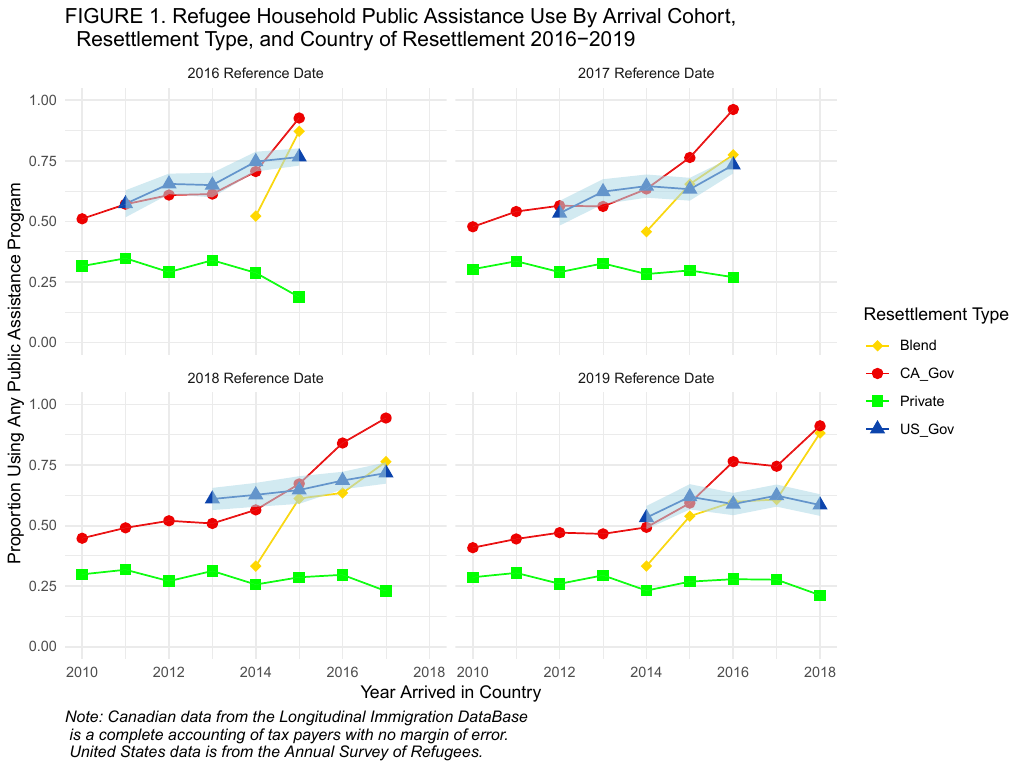 FIGURE 1. Refugee Household Public Assistance Use By Arrival Cohort,
Resettlement Type, and Country of Resettlement 2016−2019
2016 Reference Date
2017 Reference Date
1.00
0.75
0.50
0.25
0.00
2018 Reference Date
2019 Reference Date
1.00
0.75
0.50
0.25
0.00
2010
2012
2014
2016
2018
2010
2012
2014
2016
2018
Year Arrived in Country
Proportion Using Any Public Assistance Program
Resettlement Type
Blend
CA_Gov
Private
US_Gov
Note: Canadian data from the Longitudinal Immigration DataBase
is a complete accounting of tax payers with no margin of error.
United States data is from the Annual Survey of Refugees.